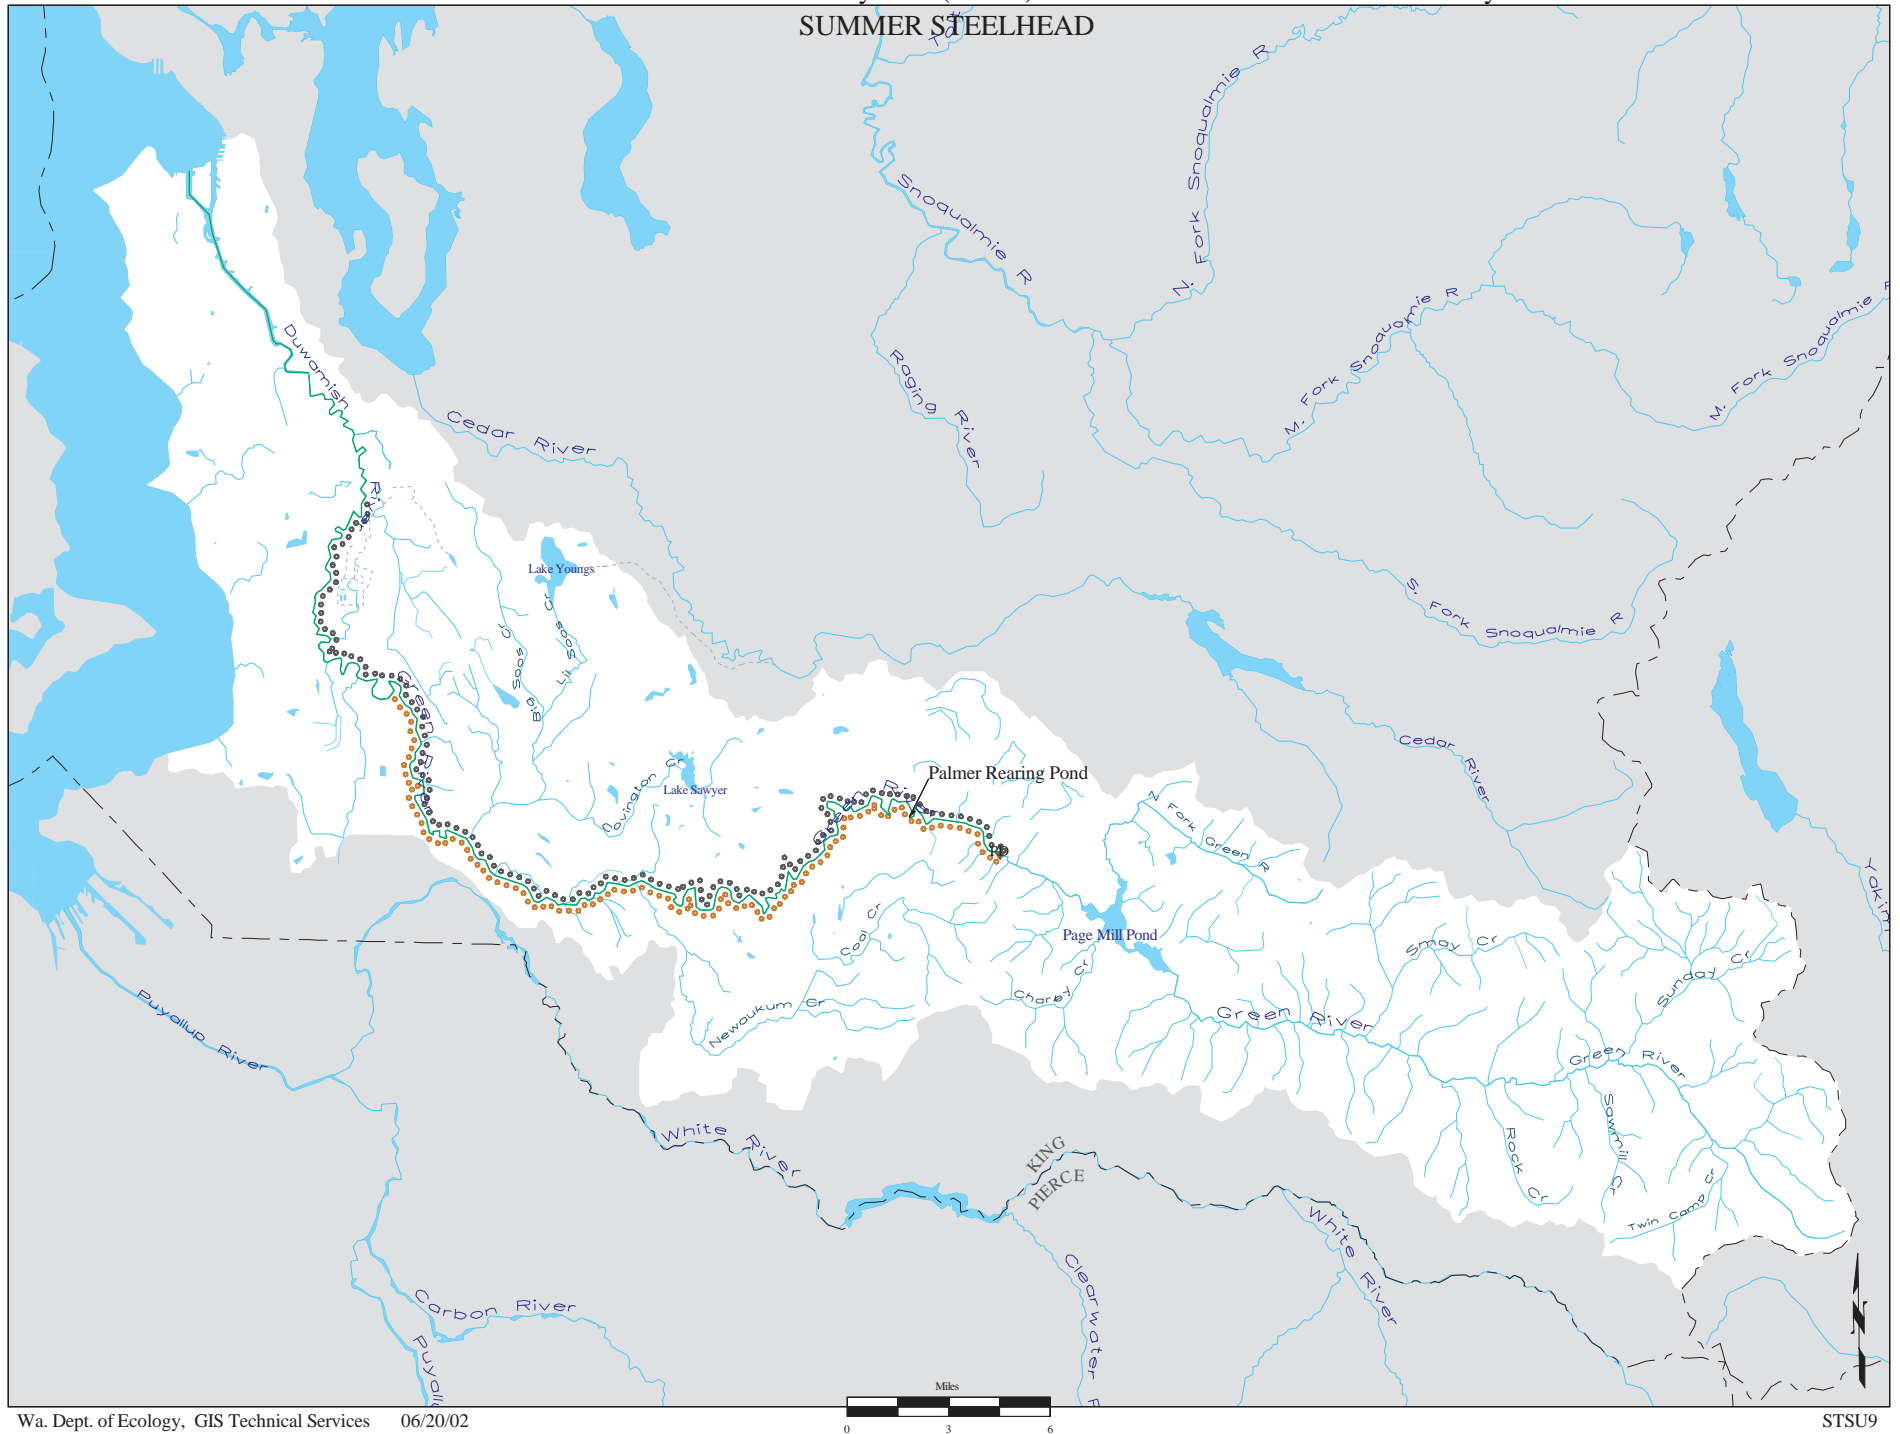 SUMMER STEELHEAD
N. Fork Snoqualmie R
Snoqualmie R
M. Fork Snoqualmie R
M. Fork Snoqualmie
Raging River
Duwamish
Cedar River
Lake Youngs
S. Fork Snoqualmie R
Big Soos Cr
Lil Soos Cr
Green River
Cedar River
Covington Cr
Lake Sawyer
Palmer Rearing Pond
N Fork Green R
Coal Cr
Page Mill Pond
Smay Cr
Sunday Cr
Charley Cr
Newaukum Cr
Green River
Green River
Puyallup River
Sawmill Cr
Rock Cr
Twin Camp Cr
White River
KING
PIERCE
White River
Clearwater
Carbon River
Miles
0 3 6
Wa. Dept. of Ecology, GIS Technical Services 06/20/02
STSU9